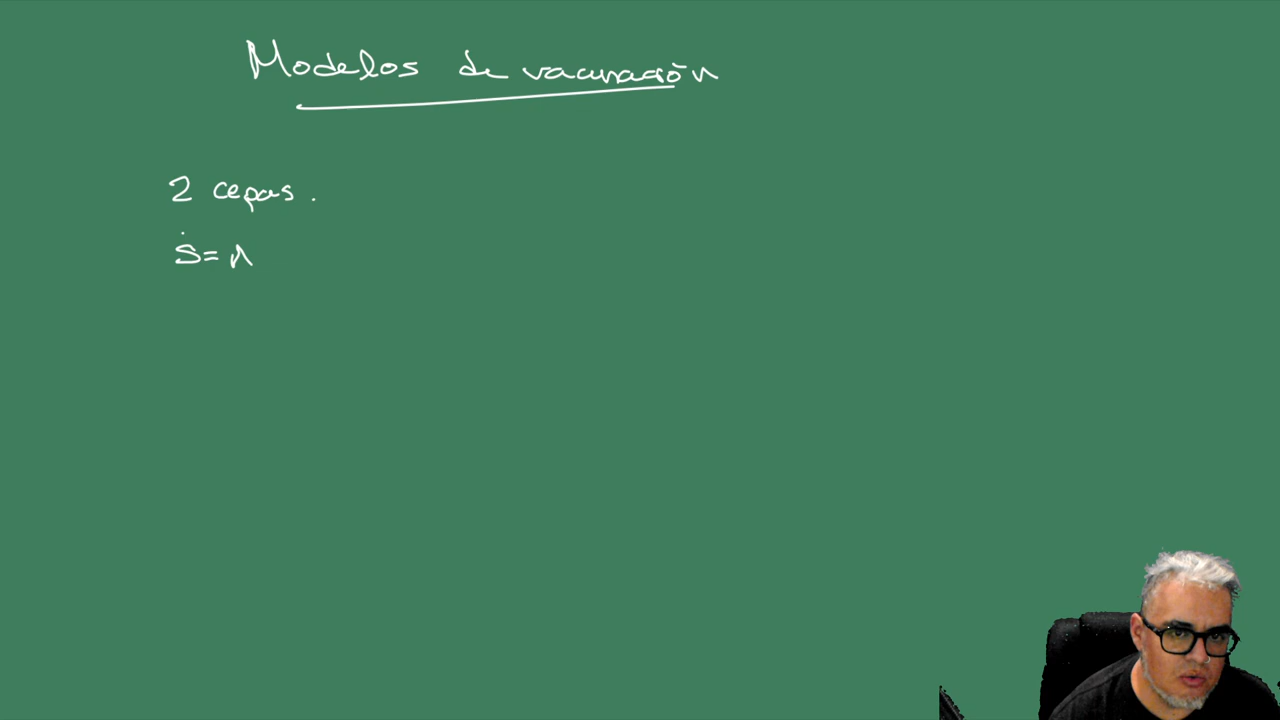 Modelos de vacunación
2 cepas.
Ṡ = Λ